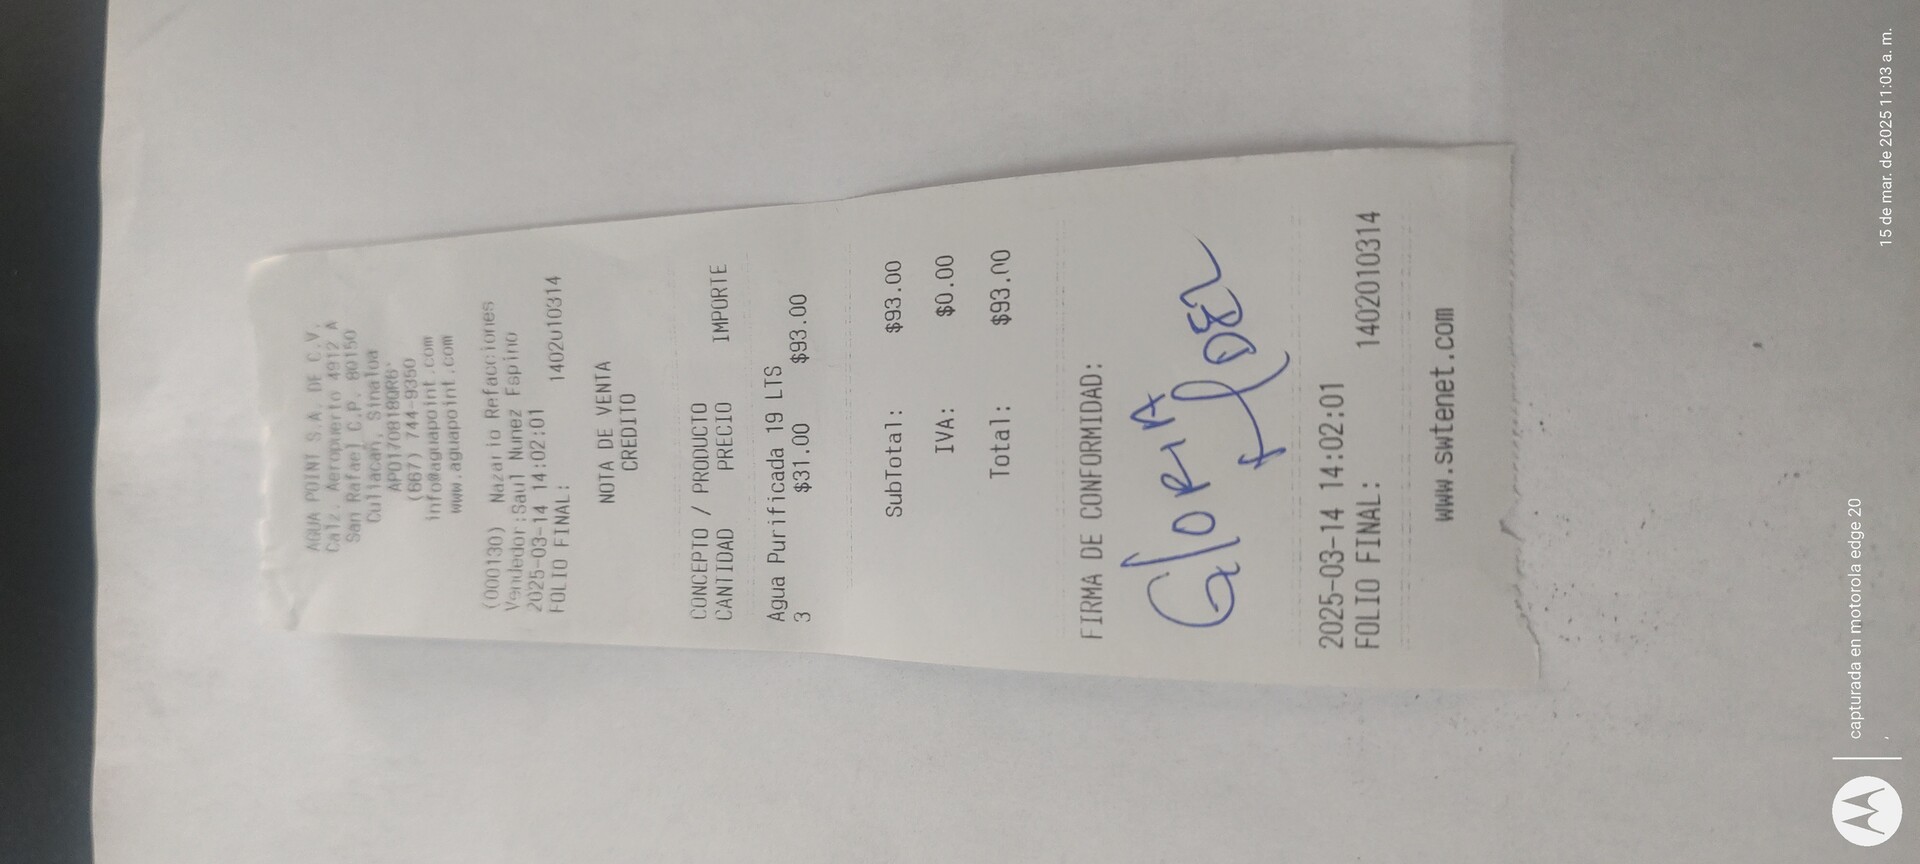 AGUA POINT S.A. DE C.V.
Calz. Aeropuerto 4912 A
San Rafael C.P. 80150
Culiacan, Sinaloa
(667) 744-9350
info@aguapoint.com
www.aguapoint.com
(000130) Nazario Refacciones
Vendedor:Saul Nunez Espino
2025-03-14 14:02:01
FOLIO FINAL: 1402010314
NOTA DE VENTA
CREDITO
CONCEPTO / PRODUCTO
CANTIDAD PRECIO IMPORTE
Agua Purificada 19 LTS
3 $31.00 $93.00
SubTotal: $93.00
IVA: $0.00
Total: $93.00
FIRMA DE CONFORMIDAD:
GloRiA
2025-03-14 14:02:01
FOLIO FINAL: 1402010314
www.swtenet.com
capturada en motorola edge 20
15 de mar. de 2025 11:03 a. m.